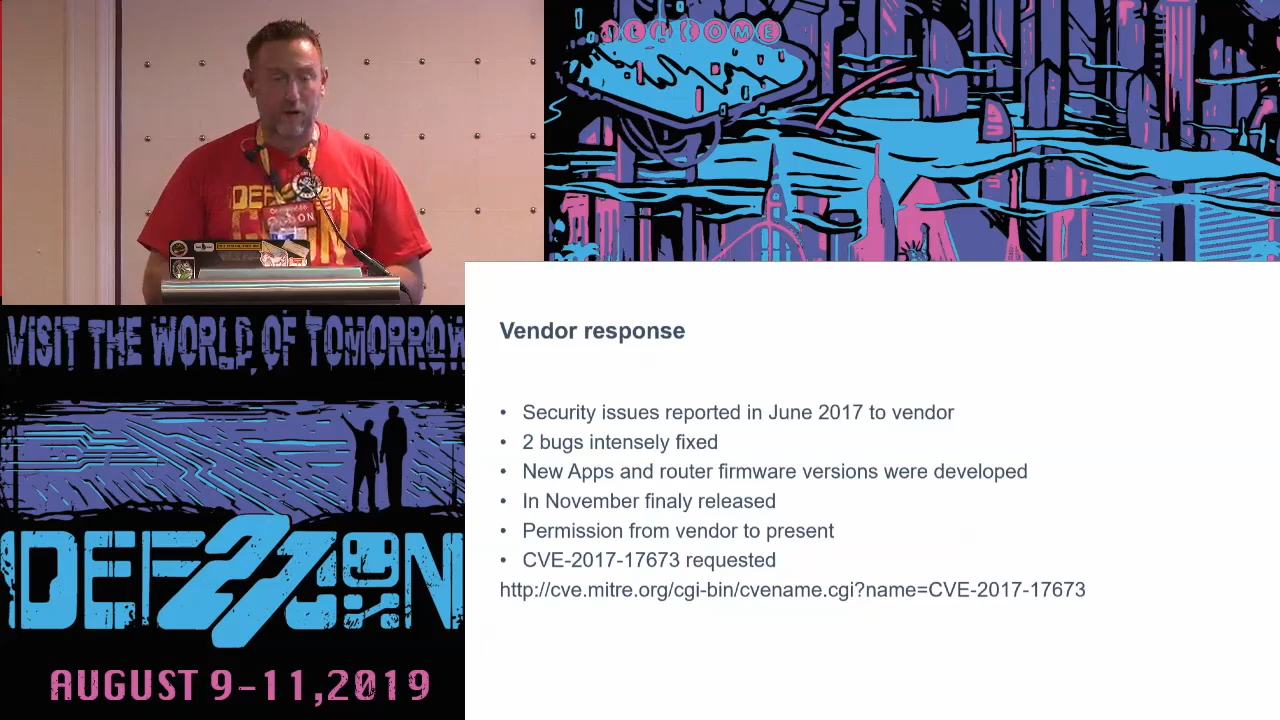 WELCOME
DEFCON
VISIT THE WORLD OF TOMORROW
DEF CON
27
AUGUST 9-11,2019
Vendor response
• Security issues reported in June 2017 to vendor
• 2 bugs intensely fixed
• New Apps and router firmware versions were developed
• In November finaly released
• Permission from vendor to present
• CVE-2017-17673 requested
http://cve.mitre.org/cgi-bin/cvename.cgi?name=CVE-2017-17673